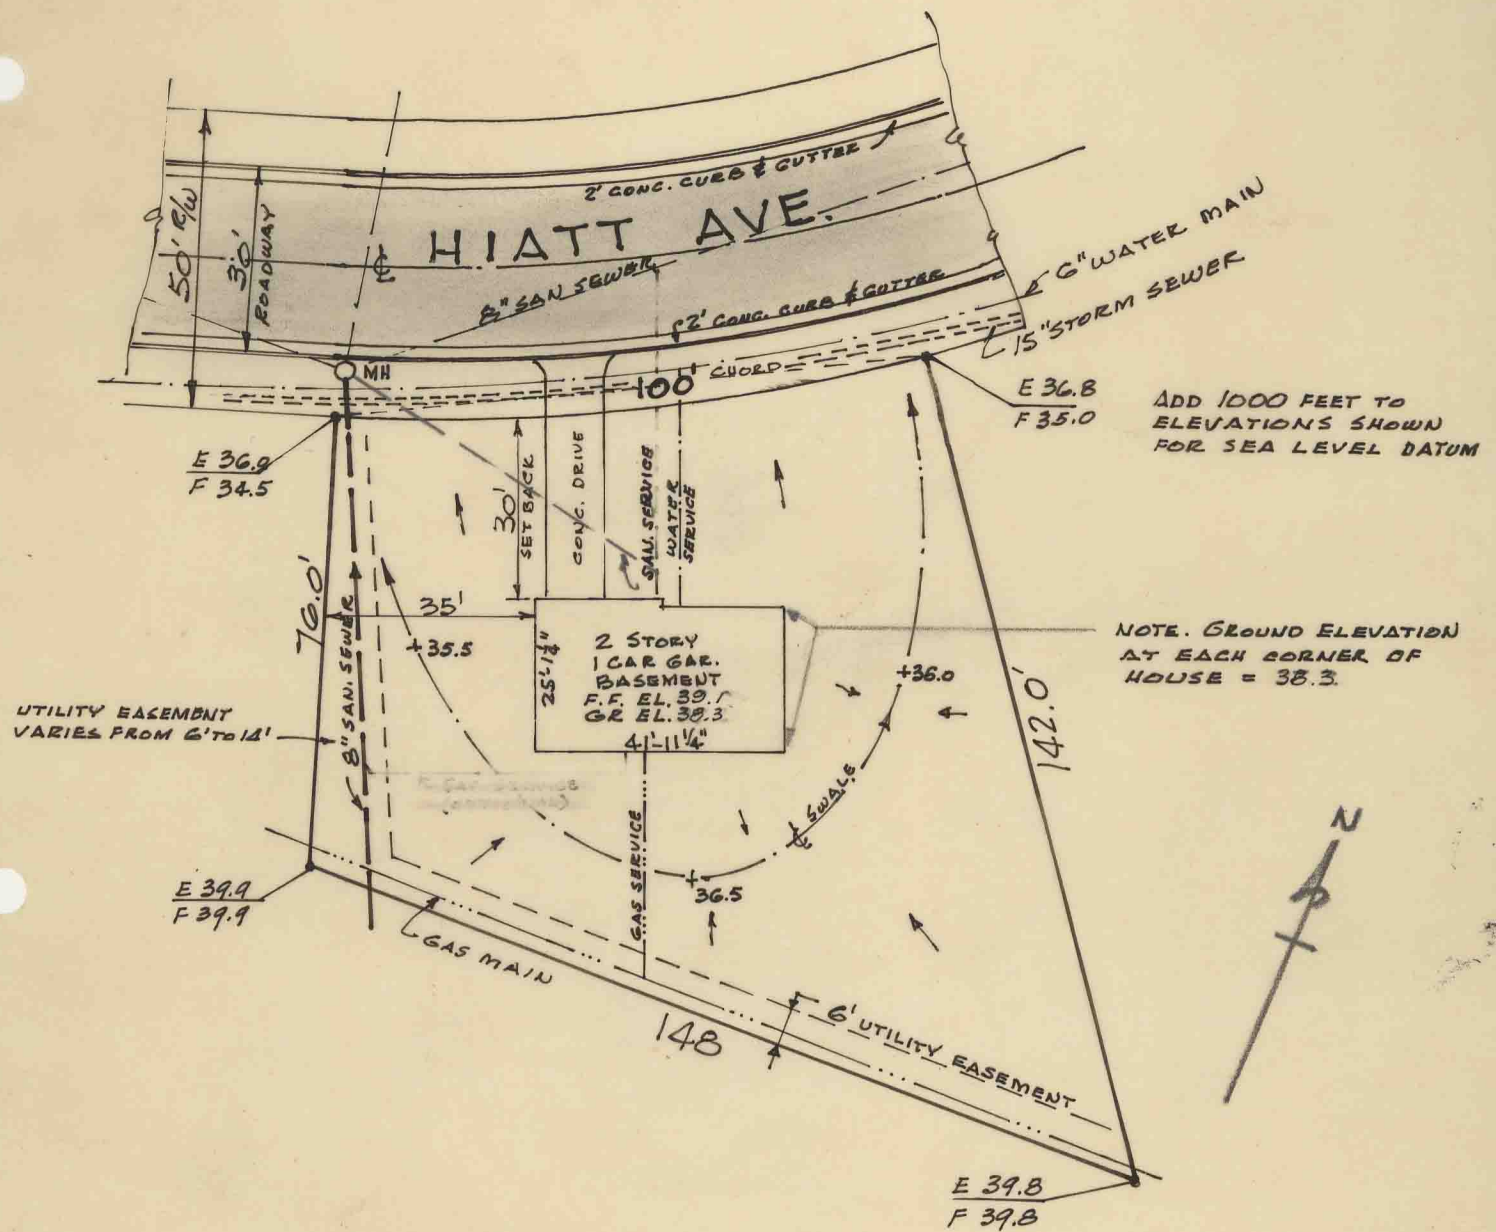 2' CONC. CURB & GUTTER
50' R/W
30'
ROADWAY
℄
HIATT AVE.
8" SAN SEWER
2' CONC. CURB & GUTTER
6" WATER MAIN
15" STORM SEWER
MH
100'
CHORD
E 36.8
F 35.0
ADD 1000 FEET TO
ELEVATIONS SHOWN
FOR SEA LEVEL DATUM
E 36.9
F 34.5
30'
SET BACK
CONC. DRIVE
SAN. SERVICE
WATER
SERVICE
76.0'
8" SAN. SEWER
35'
+35.5
25'-1¼"
2 STORY
1 CAR GAR.
BASEMENT
F.F. EL. 39.1
GR EL. 38.3
41'-11¼"
+36.0
NOTE. GROUND ELEVATION
AT EACH CORNER OF
HOUSE = 38.3
142.0'
UTILITY EASEMENT
VARIES FROM 6' TO 14'
℄ SWALE
GAS SERVICE
N
+36.5
E 39.9
F 39.9
GAS MAIN
148
6' UTILITY EASEMENT
E 39.8
F 39.8